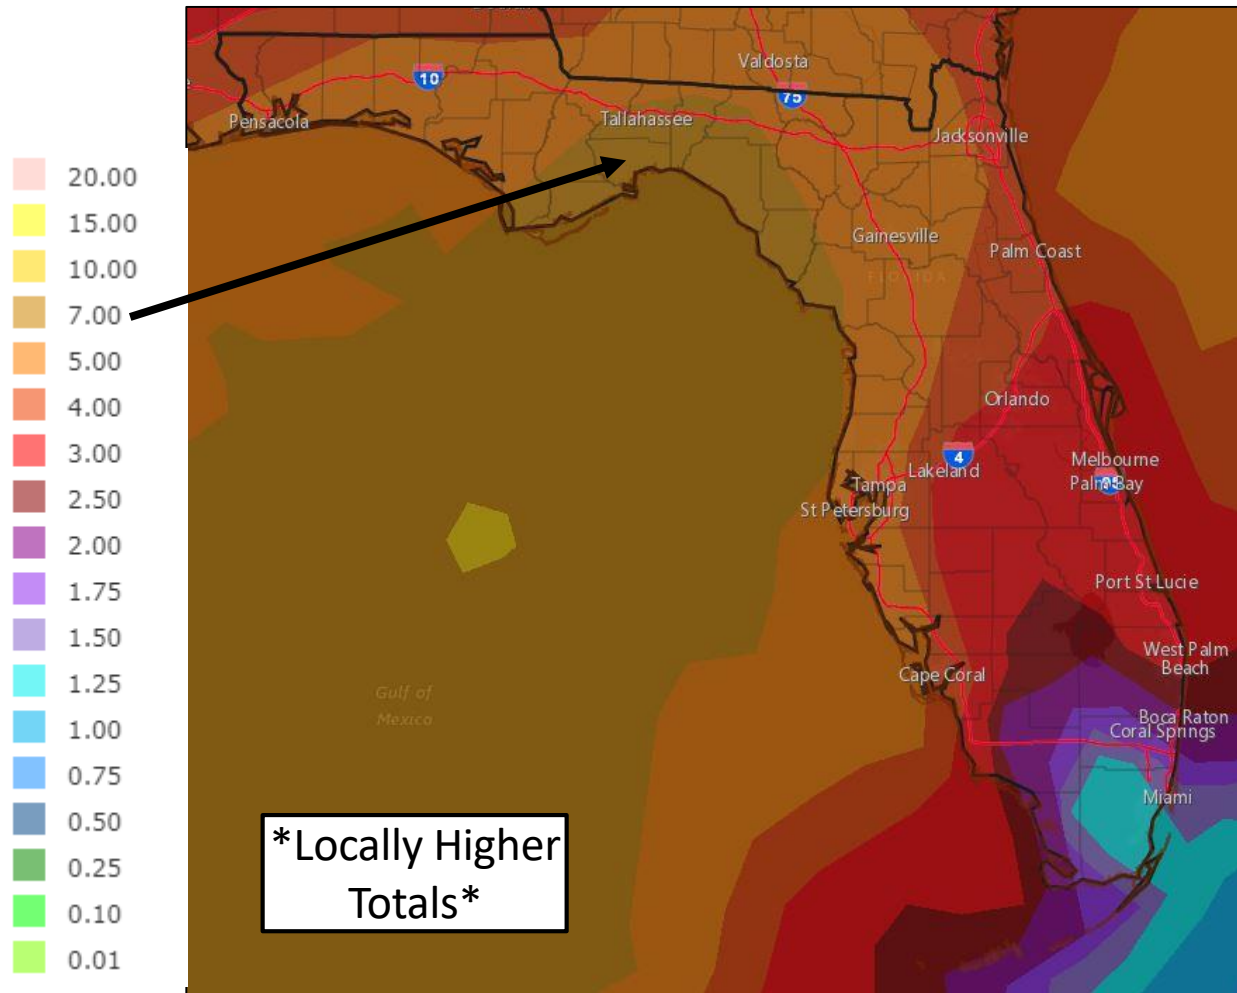 20.00
15.00
10.00
7.00
5.00
4.00
3.00
2.50
2.00
1.75
1.50
1.25
1.00
0.75
0.50
0.25
0.10
0.01
Valdosta
10
75
Pensacola
Tallahassee
Jacksonville
Gainesville
Palm Coast
FLORIDA
Orlando
4
Lakeland
Melbourne
Palm Bay
95
Tampa
St Petersburg
Port St Lucie
West Palm
Beach
Cape Coral
Gulf of
Mexico
Boca Raton
Coral Springs
Miami
*Locally Higher
Totals*